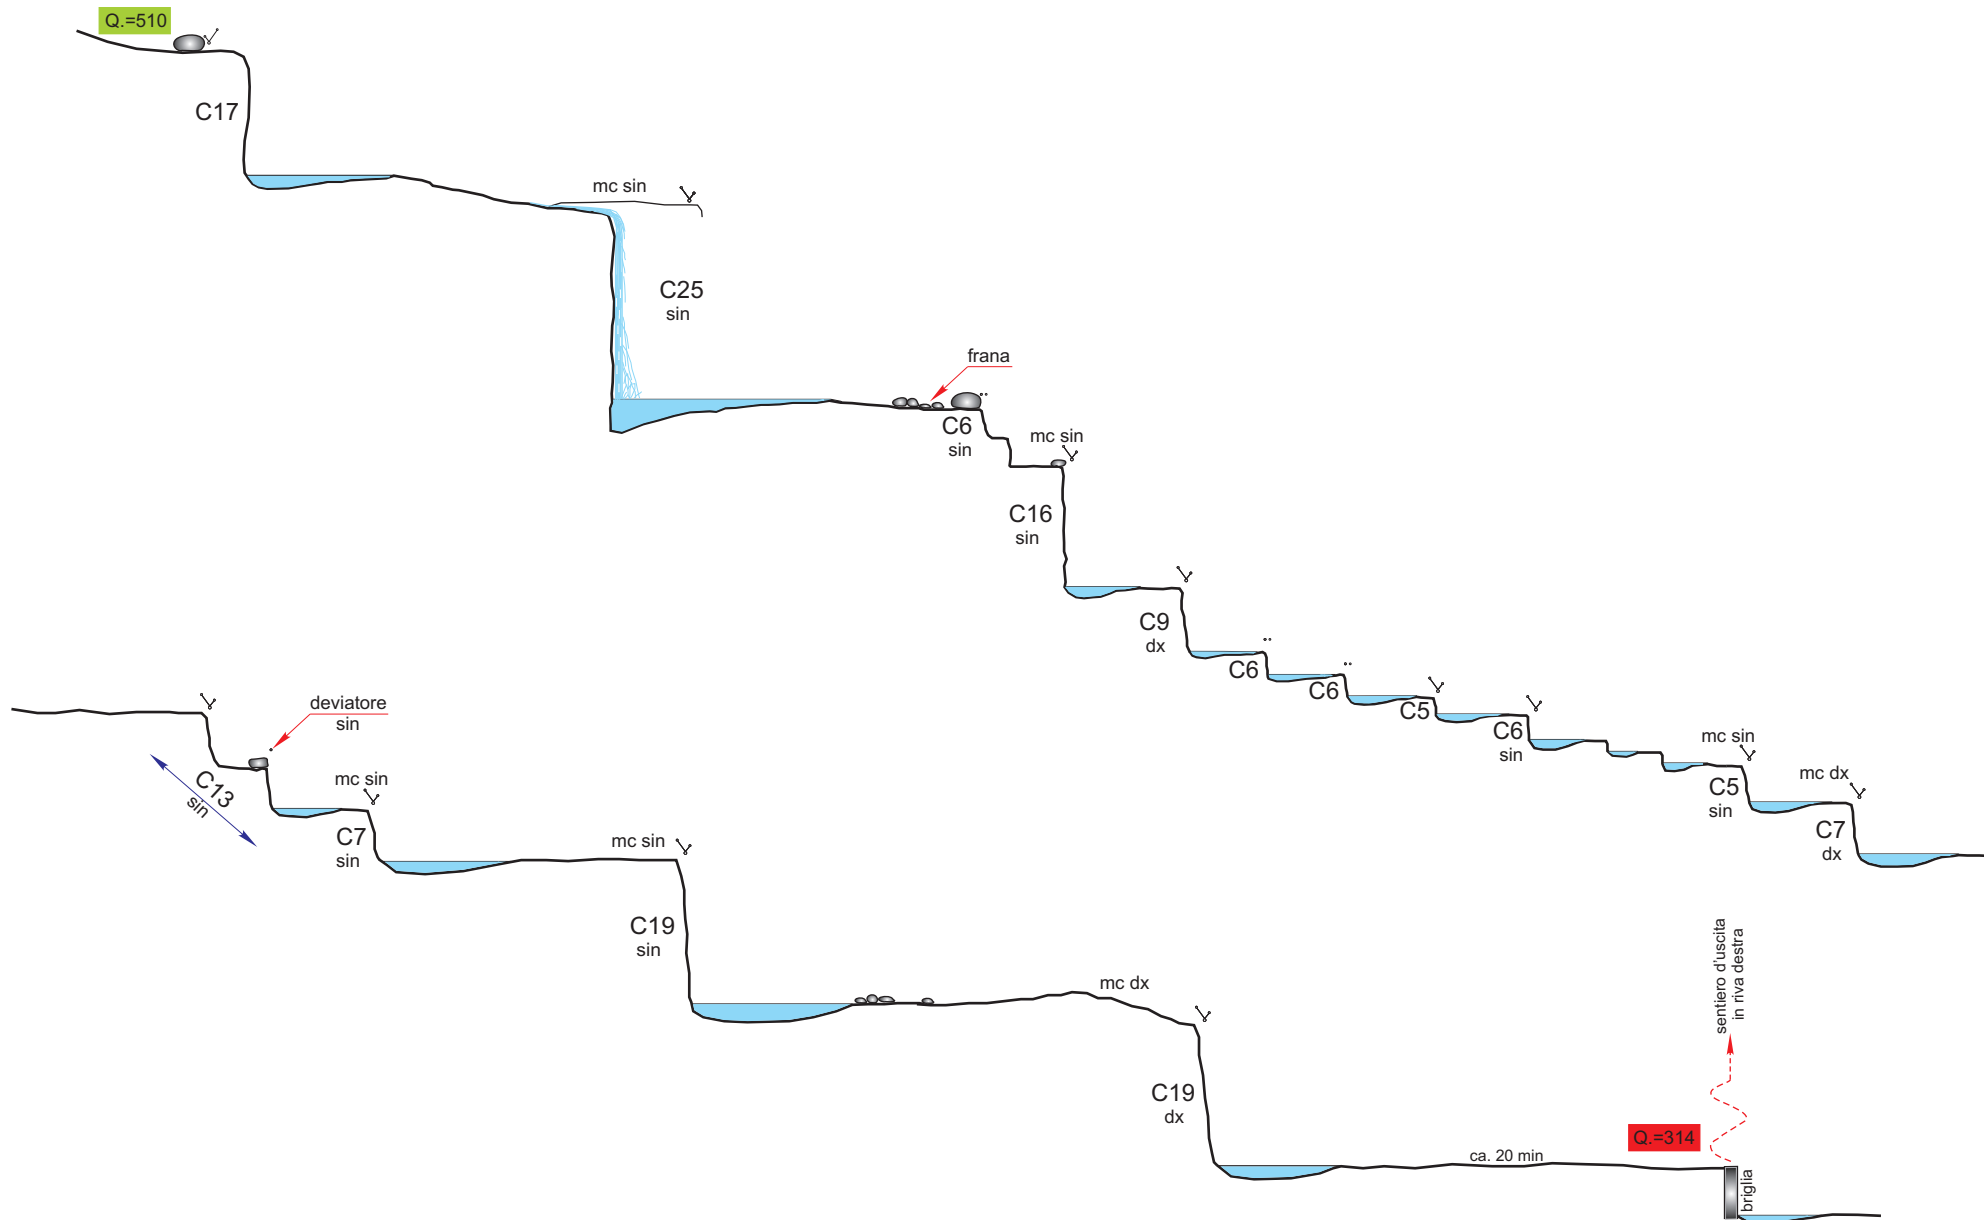 Q.=510
C17
mc sin
C25
sin
frana
C6
sin
mc sin
C16
sin
C9
dx
C6
C6
C5
C6
sin
mc sin
C5
sin
mc dx
C7
dx
deviatore
sin
C13
sin
mc sin
C7
sin
mc sin
C19
sin
mc dx
C19
dx
ca. 20 min
Q.=314
sentiero d'uscita
in riva destra
briglia